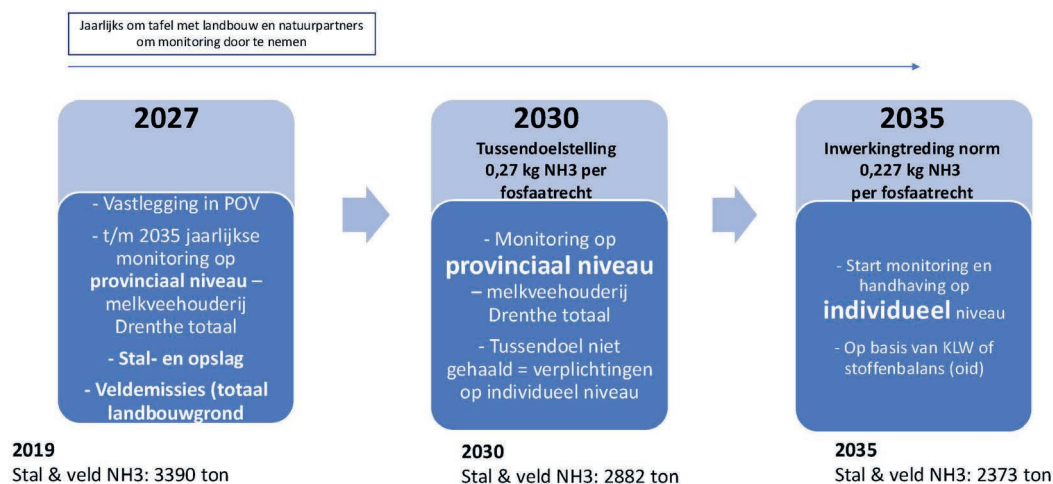 Jaarlijks om tafel met landbouw en natuurpartners
om monitoring door te nemen
2027
- Vastlegging in POV
- t/m 2035 jaarlijkse
monitoring op
provinciaal niveau –
melkveehouderij
Drenthe totaal
- Stal- en opslag
- Veldemissies (totaal
landbouwgrond
2019
Stal & veld NH3: 3390 ton
2030
Tussendoelstelling
0,27 kg NH3 per
fosfaatrecht
- Monitoring op
provinciaal niveau
– melkveehouderij
Drenthe totaal
- Tussendoel niet
gehaald = verplichtingen
op individueel niveau
2030
Stal & veld NH3: 2882 ton
2035
Inwerkingtreding norm
0,227 kg NH3
per fosfaatrecht
- Start monitoring en
handhaving op
individueel niveau
- Op basis van KLW of
stoffenbalans (oid)
2035
Stal & veld NH3: 2373 ton